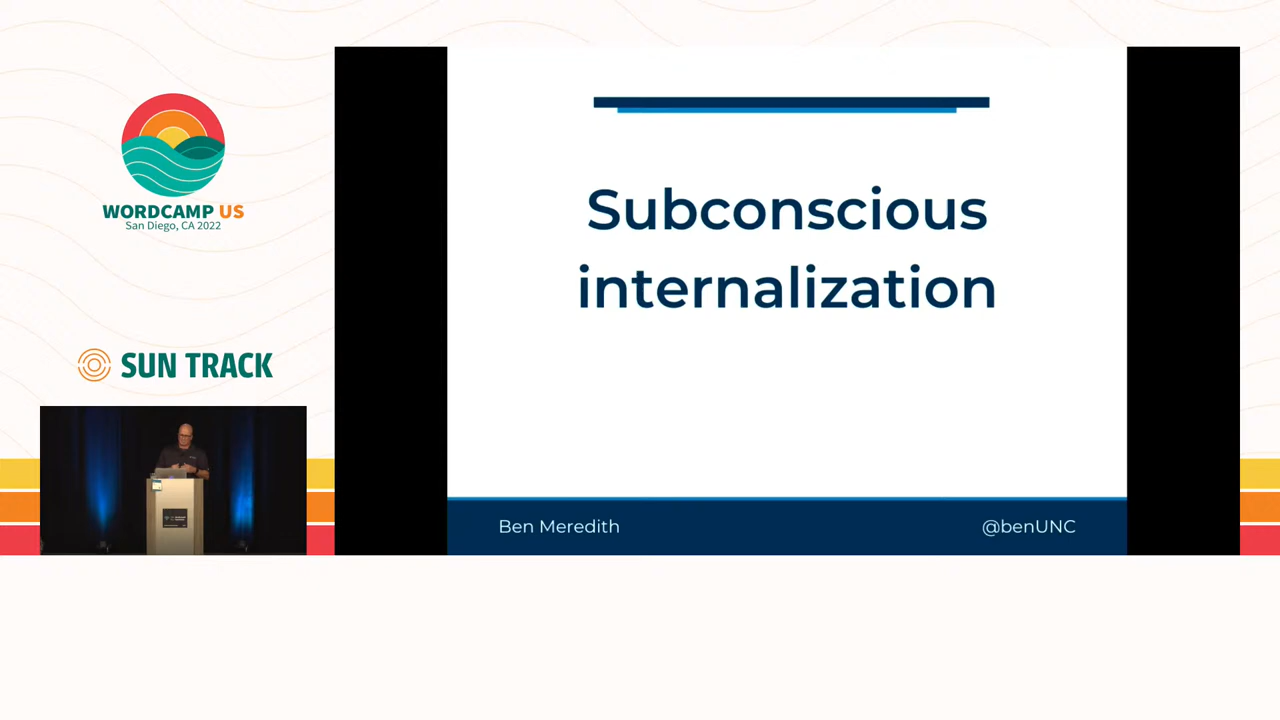 WORDCAMP US
San Diego, CA 2022
SUN TRACK
Subconscious
internalization
Ben Meredith
@benUNC